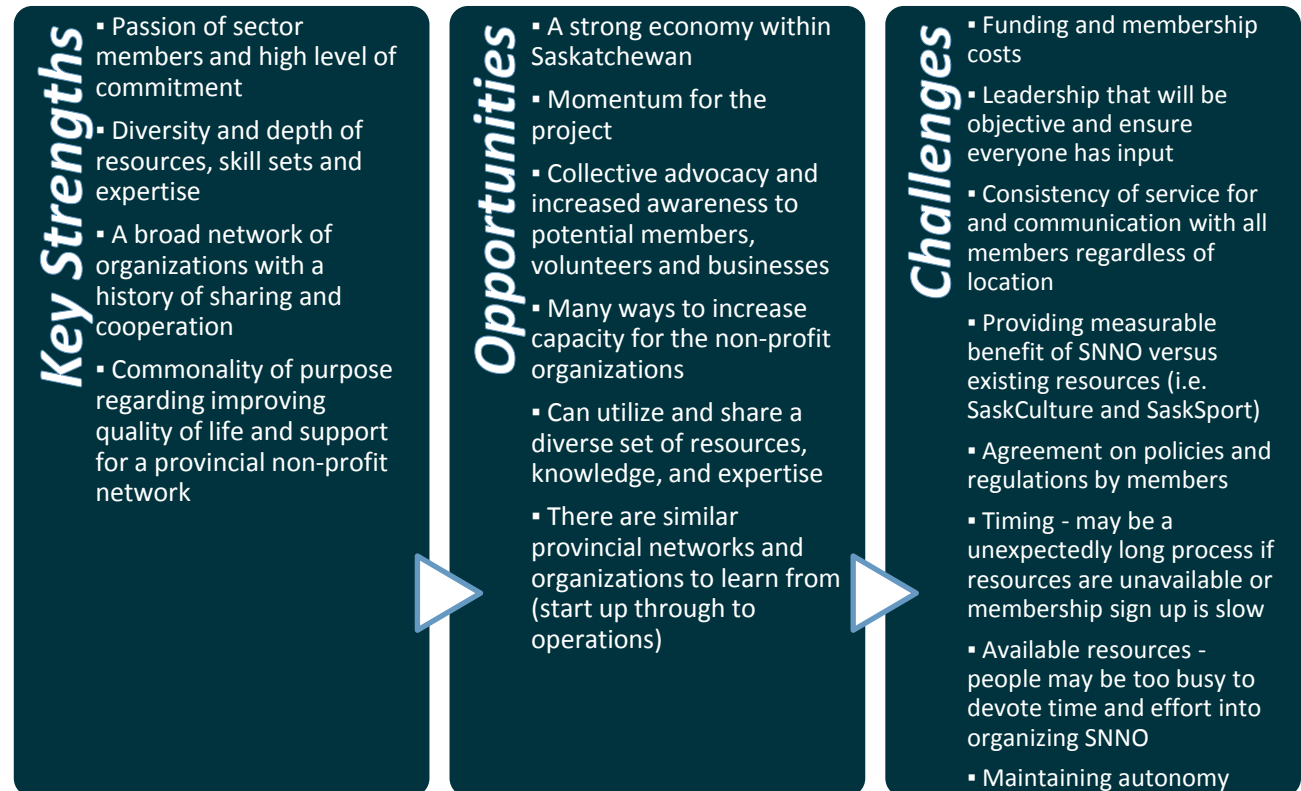 Key Strengths
▪ Passion of sector
members and high level of
commitment
▪ Diversity and depth of
resources, skill sets and
expertise
▪ A broad network of
organizations with a
history of sharing and
cooperation
▪ Commonality of purpose
regarding improving
quality of life and support
for a provincial non-profit
network
Opportunities
▪ A strong economy within
Saskatchewan
▪ Momentum for the
project
▪ Collective advocacy and
increased awareness to
potential members,
volunteers and businesses
▪ Many ways to increase
capacity for the non-profit
organizations
▪ Can utilize and share a
diverse set of resources,
knowledge, and expertise
▪ There are similar
provincial networks and
organizations to learn from
(start up through to
operations)
Challenges
▪ Funding and membership
costs
▪ Leadership that will be
objective and ensure
everyone has input
▪ Consistency of service for
and communication with all
members regardless of
location
▪ Providing measurable
benefit of SNNO versus
existing resources (i.e.
SaskCulture and SaskSport)
▪ Agreement on policies and
regulations by members
▪ Timing - may be a
unexpectedly long process if
resources are unavailable or
membership sign up is slow
▪ Available resources -
people may be too busy to
devote time and effort into
organizing SNNO
▪ Maintaining autonomy